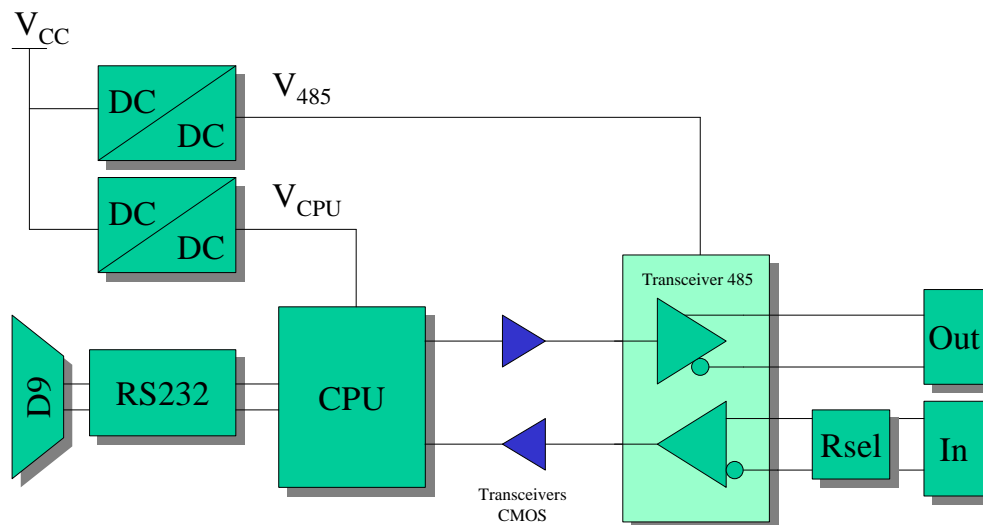 VCC
DC
DC
V485
DC
DC
VCPU
Transceiver 485
D9
RS232
CPU
Out
Rsel
In
Transceivers
CMOS